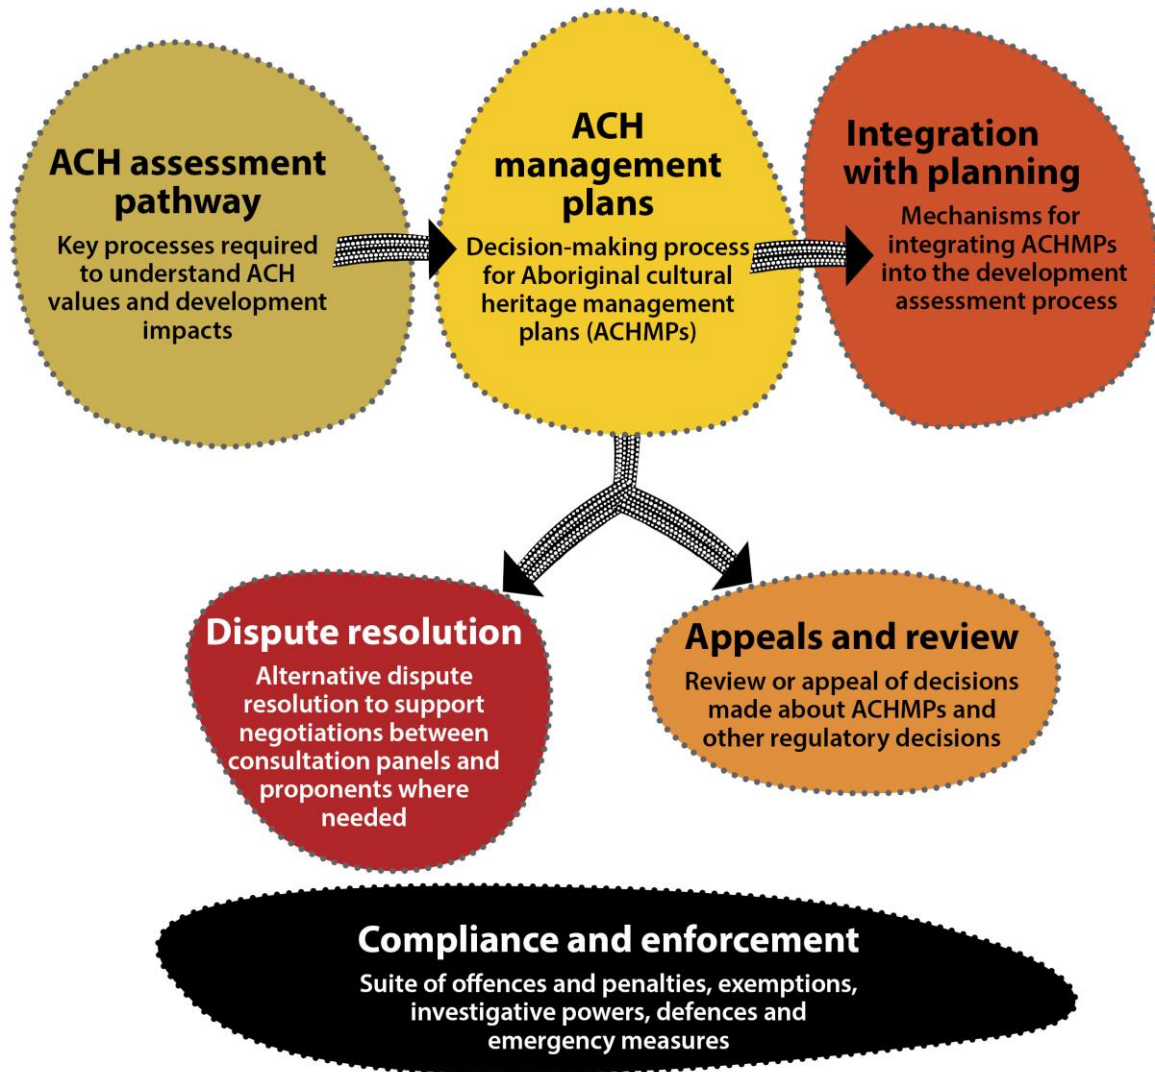 ACH assessment
pathway
Key processes required
to understand ACH
values and development
impacts
ACH
management
plans
Decision-making process
for Aboriginal cultural
heritage management
plans (ACHMPs)
Integration
with planning
Mechanisms for
integrating ACHMPs
into the development
assessment process
Dispute resolution
Alternative dispute
resolution to support
negotiations between
consultation panels and
proponents where
needed
Appeals and review
Review or appeal of decisions
made about ACHMPs and
other regulatory decisions
Compliance and enforcement
Suite of offences and penalties, exemptions,
investigative powers, defences and
emergency measures